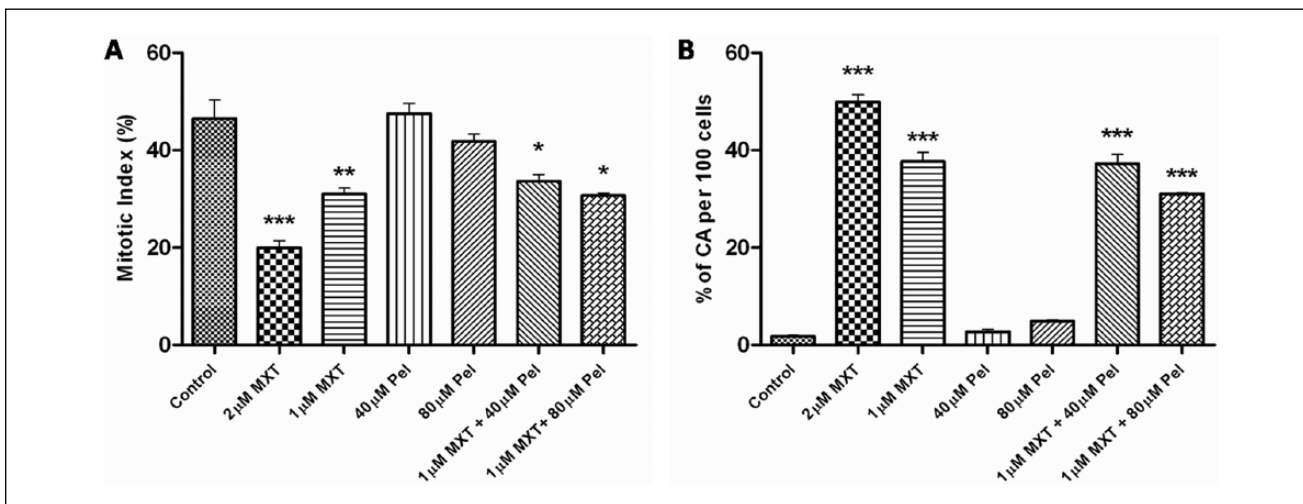 A
Mitotic Index (%)
60
40
20
0
***
**
*
*
Control
2µM MXT
1µM MXT
40µM Pel
80µM Pel
1µM MXT + 40µM Pel
1µM MXT+ 80µM Pel
B
% of CA per 100 cells
60
40
20
0
***
***
***
***
Control
2µM MXT
1µM MXT
40µM Pel
80µM Pel
1µM MXT + 40µM Pel
1µM MXT + 80µM Pel